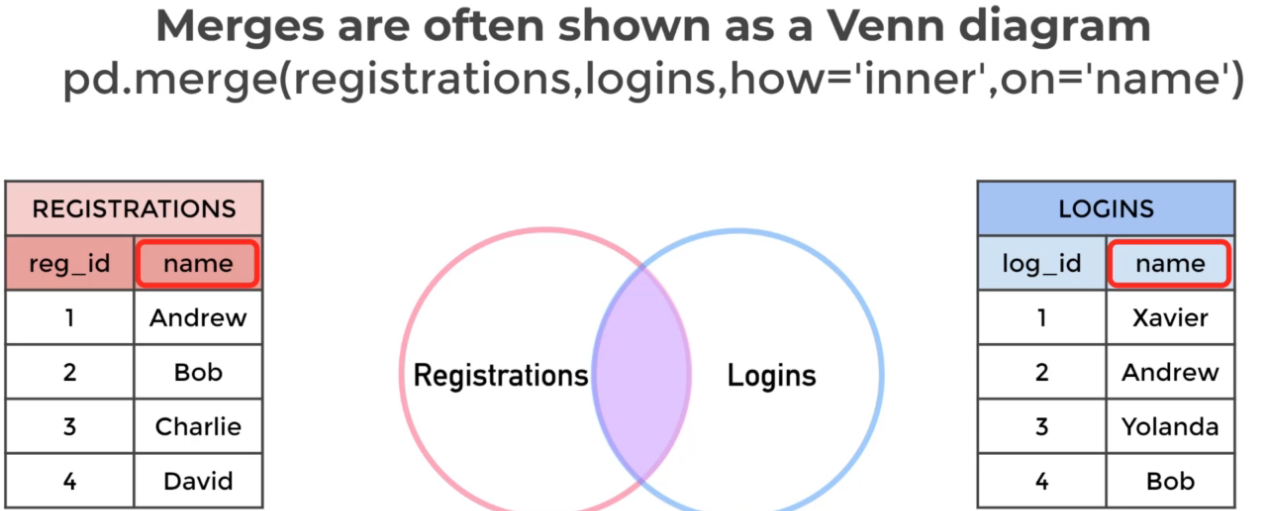 Merges are often shown as a Venn diagram
pd.merge(registrations,logins,how='inner',on='name')
REGISTRATIONS
reg_id name
1 Andrew
2 Bob
3 Charlie
4 David
Registrations
Logins
LOGINS
log_id name
1 Xavier
2 Andrew
3 Yolanda
4 Bob